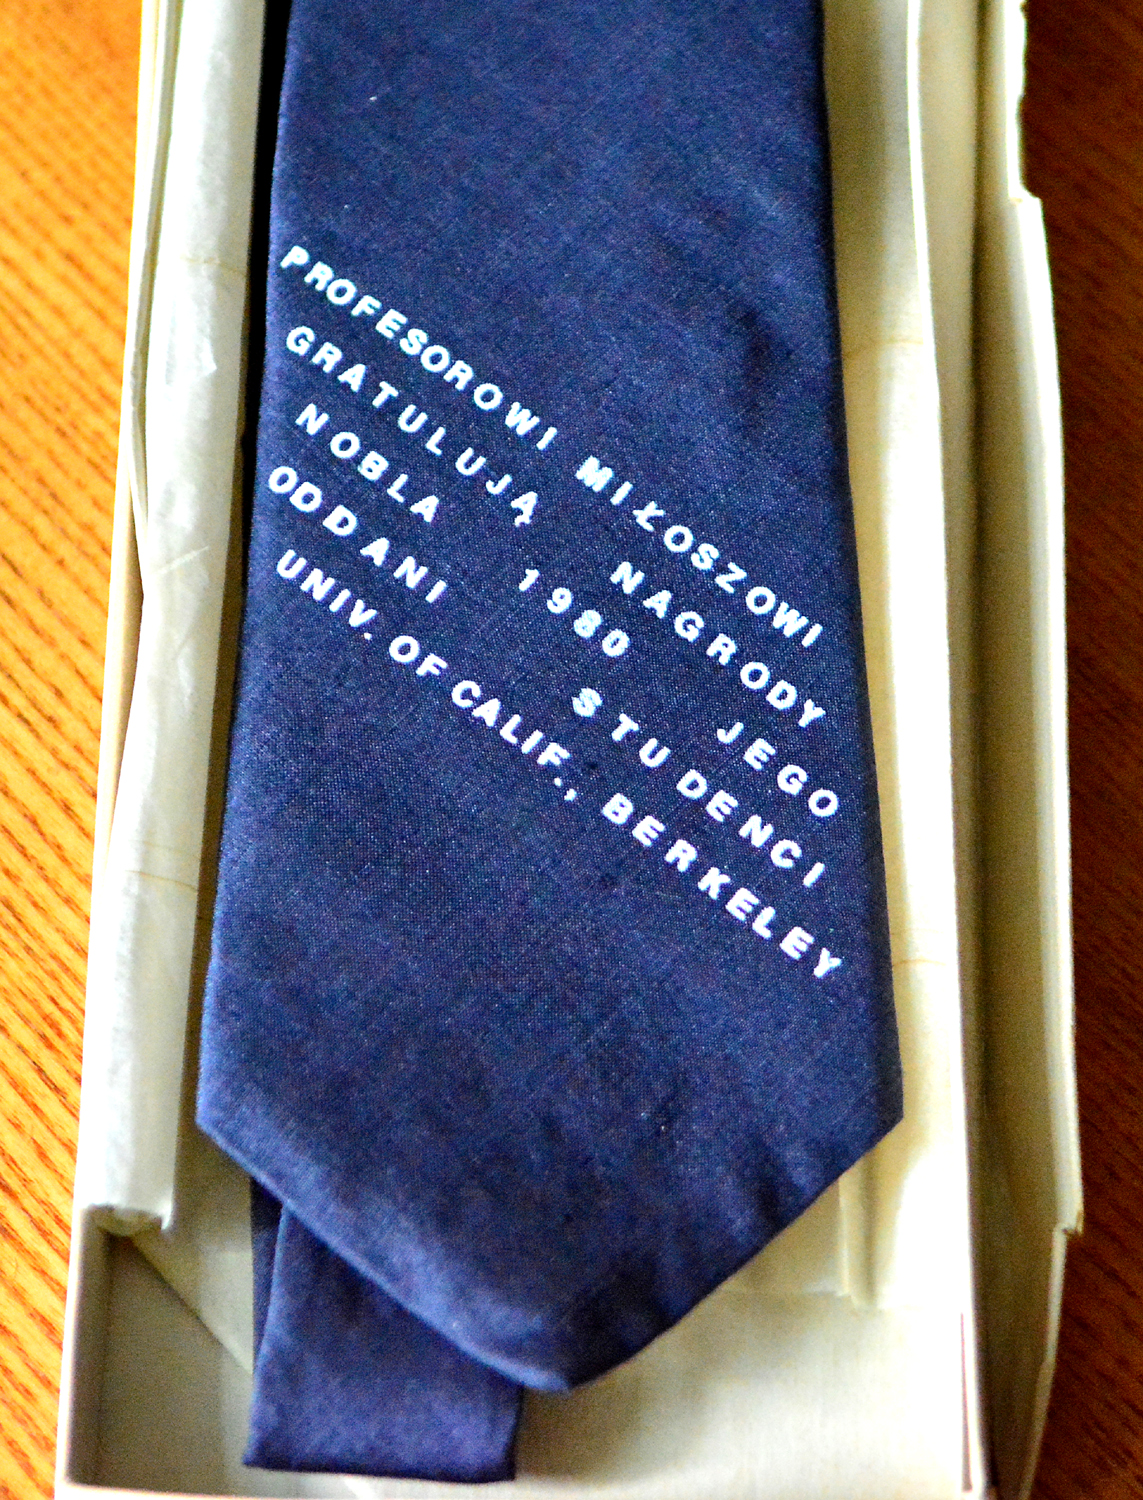 PROFESOROWI MIŁOSZOWI
GRATULUJĄ NAGRODY
NOBLA 1980 JEGO
ODDANI STUDENCI
UNIV. OF CALIF., BERKELEY